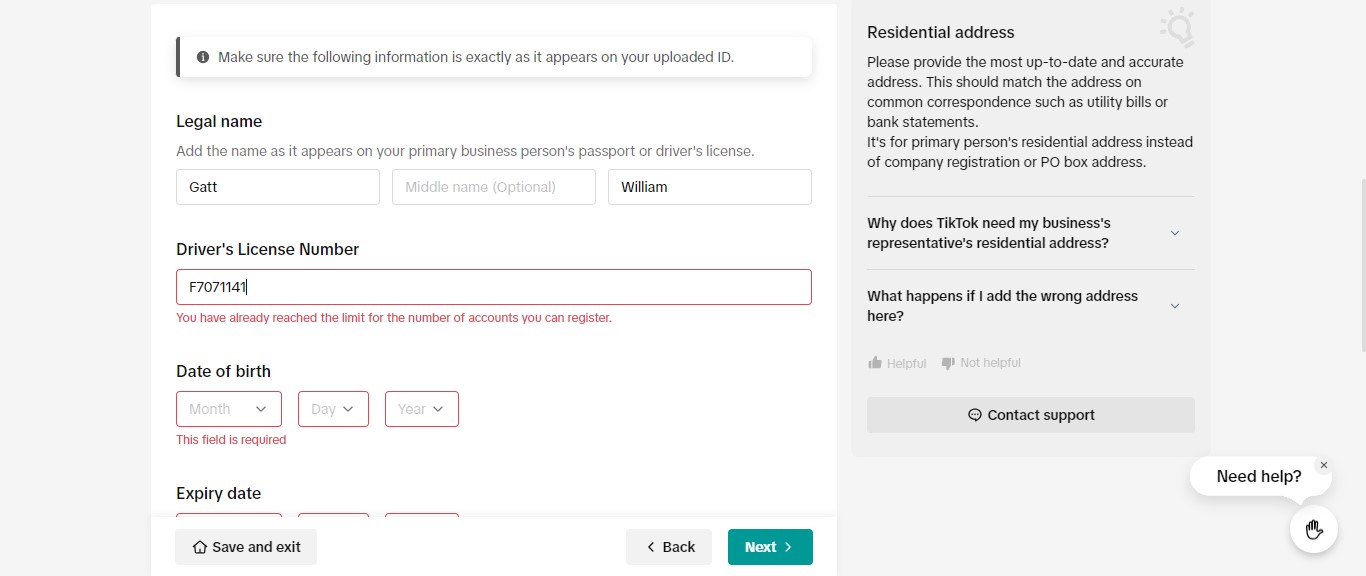 Make sure the following information is exactly as it appears on your uploaded ID.
Legal name
Add the name as it appears on your primary business person's passport or driver's license.
Gatt
Middle name (Optional)
William
Driver's License Number
F7071141
You have already reached the limit for the number of accounts you can register.
Date of birth
Month
Day
Year
This field is required
Expiry date
Save and exit
Back
Next
Residential address
Please provide the most up-to-date and accurate
address. This should match the address on
common correspondence such as utility bills or
bank statements.
It's for primary person's residential address instead
of company registration or PO box address.
Why does TikTok need my business's
representative's residential address?
What happens if I add the wrong address
here?
Helpful
Not helpful
Contact support
Need help?